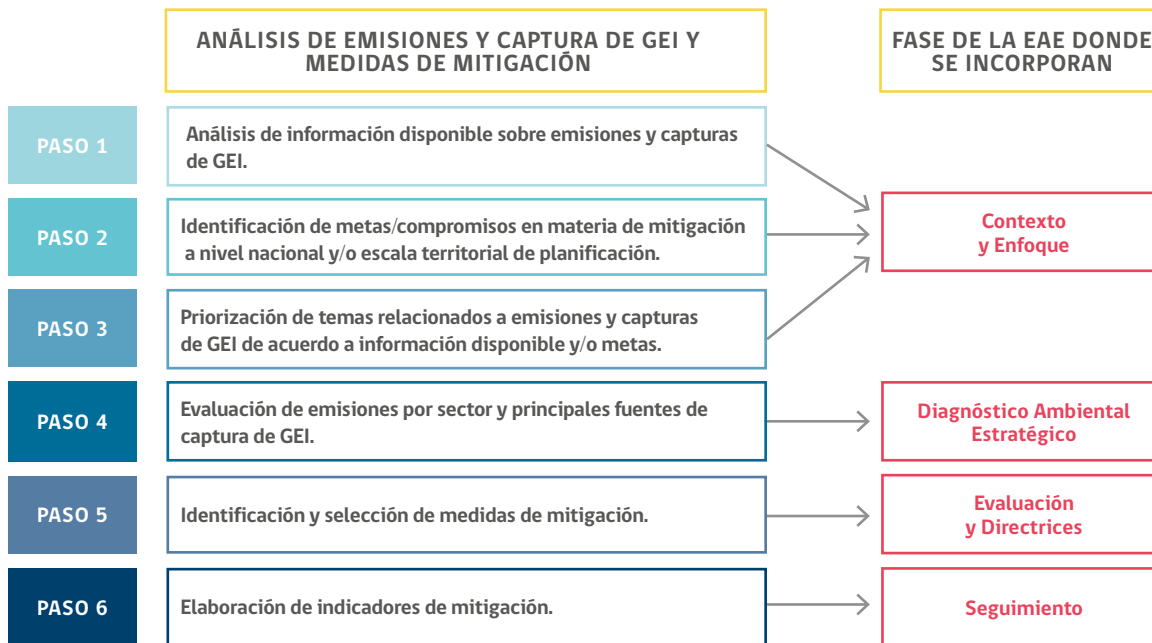 ANÁLISIS DE EMISIONES Y CAPTURA DE GEI Y
MEDIDAS DE MITIGACIÓN
FASE DE LA EAE DONDE
SE INCORPORAN
PASO 1
Análisis de información disponible sobre emisiones y capturas
de GEI.
PASO 2
Identificación de metas/compromisos en materia de mitigación
a nivel nacional y/o escala territorial de planificación.
Contexto
y Enfoque
PASO 3
Priorización de temas relacionados a emisiones y capturas
de GEI de acuerdo a información disponible y/o metas.
PASO 4
Evaluación de emisiones por sector y principales fuentes de
captura de GEI.
Diagnóstico Ambiental
Estratégico
PASO 5
Identificación y selección de medidas de mitigación.
Evaluación
y Directrices
PASO 6
Elaboración de indicadores de mitigación.
Seguimiento